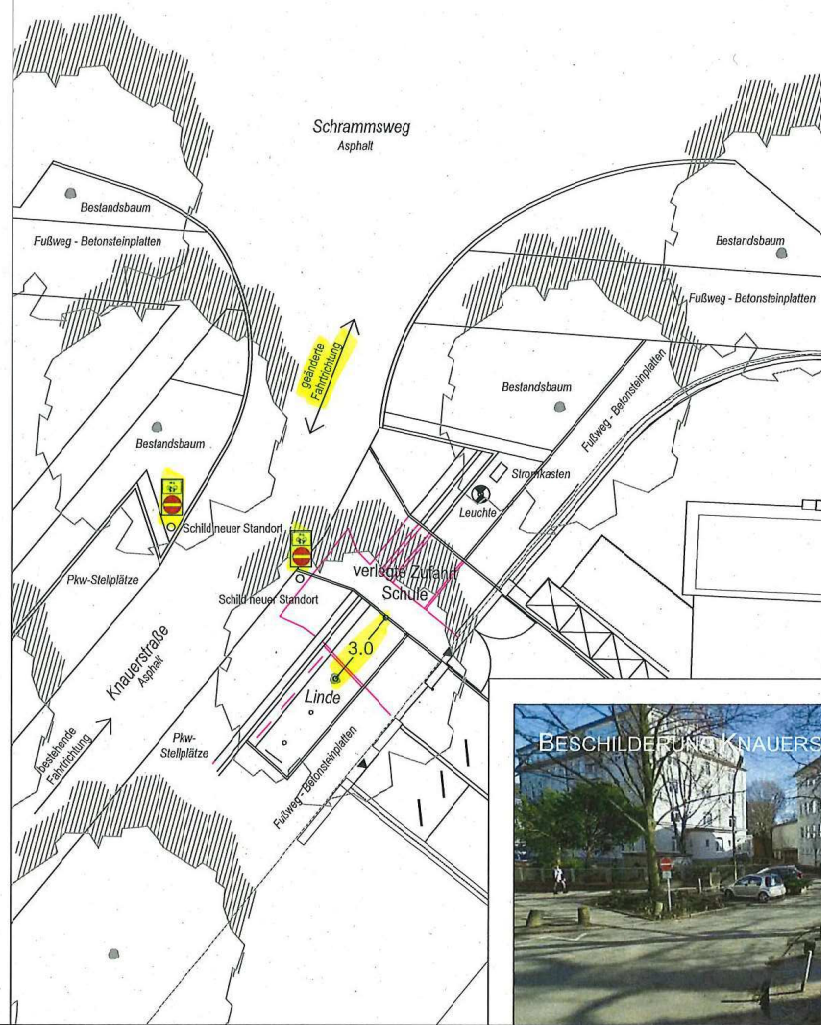 Schrammsweg
Asphalt
Bestandsbaum
Fußweg - Betonsteinplatten
Bestandsbaum
Fußweg - Betonsteinplatten
geänderte
Fahrtrichtung
Bestandsbaum
Fußweg - Betonsteinplatten
Bestandsbaum
Stromkasten
Leuchte
Schild neuer Standort
verlegte Zufahrt
Schule
Pkw-Stellplätze
Schild neuer Standort
3.0
Linde
Knauerstraße
Asphalt
bestehende
Fahrtrichtung
Pkw-
Stellplätze
Fußweg - Betonsteinplatten
BESCHILDERUNG KNAUERS